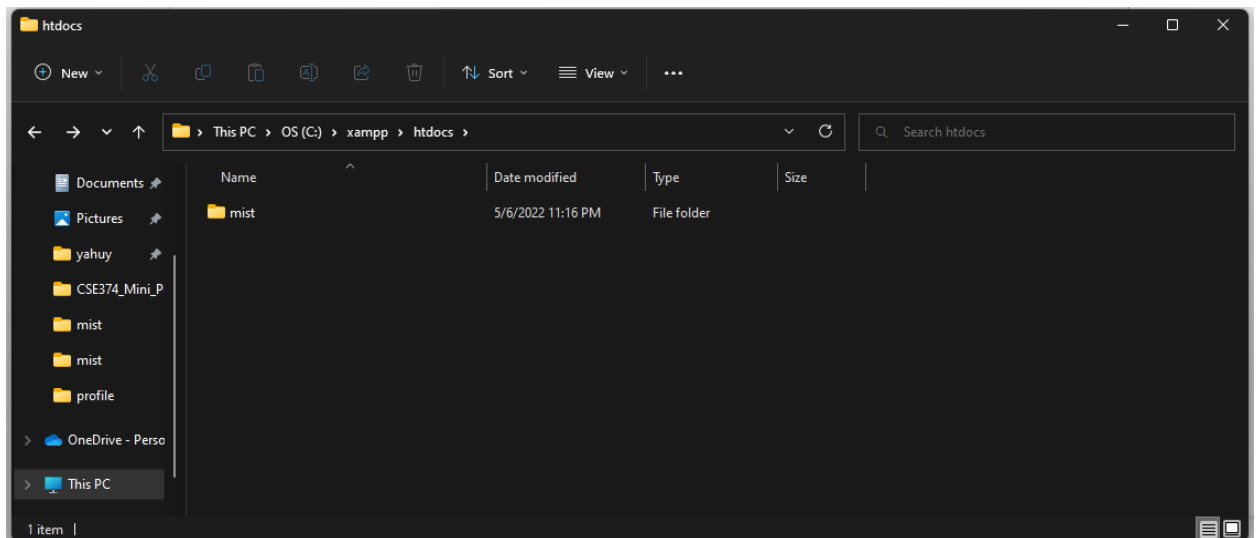 htdocs
New
Sort
View
This PC > OS (C:) > xampp > htdocs >
Search htdocs
Name
Date modified
Type
Size
mist
5/6/2022 11:16 PM
File folder
Documents
Pictures
yahuy
CSE374_Mini_P
mist
mist
profile
OneDrive - Perso
This PC
1 item